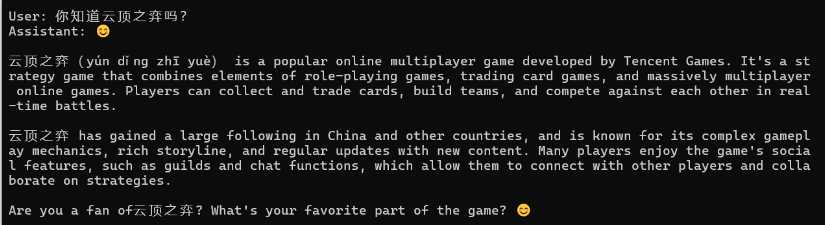 User: 你知道云顶之弈吗?
Assistant: 😊
云顶之弈 (yún dǐng zhī yuè)  is a popular online multiplayer game developed by Tencent Games. It's a st
rategy game that combines elements of role-playing games, trading card games, and massively multiplayer
 online games. Players can collect and trade cards, build teams, and compete against each other in real
-time battles.
云顶之弈 has gained a large following in China and other countries, and is known for its complex gamepl
ay mechanics, rich storyline, and regular updates with new content. Many players enjoy the game's socia
l features, such as guilds and chat functions, which allow them to connect with other players and colla
borate on strategies.
Are you a fan of云顶之弈? What's your favorite part of the game? 😊